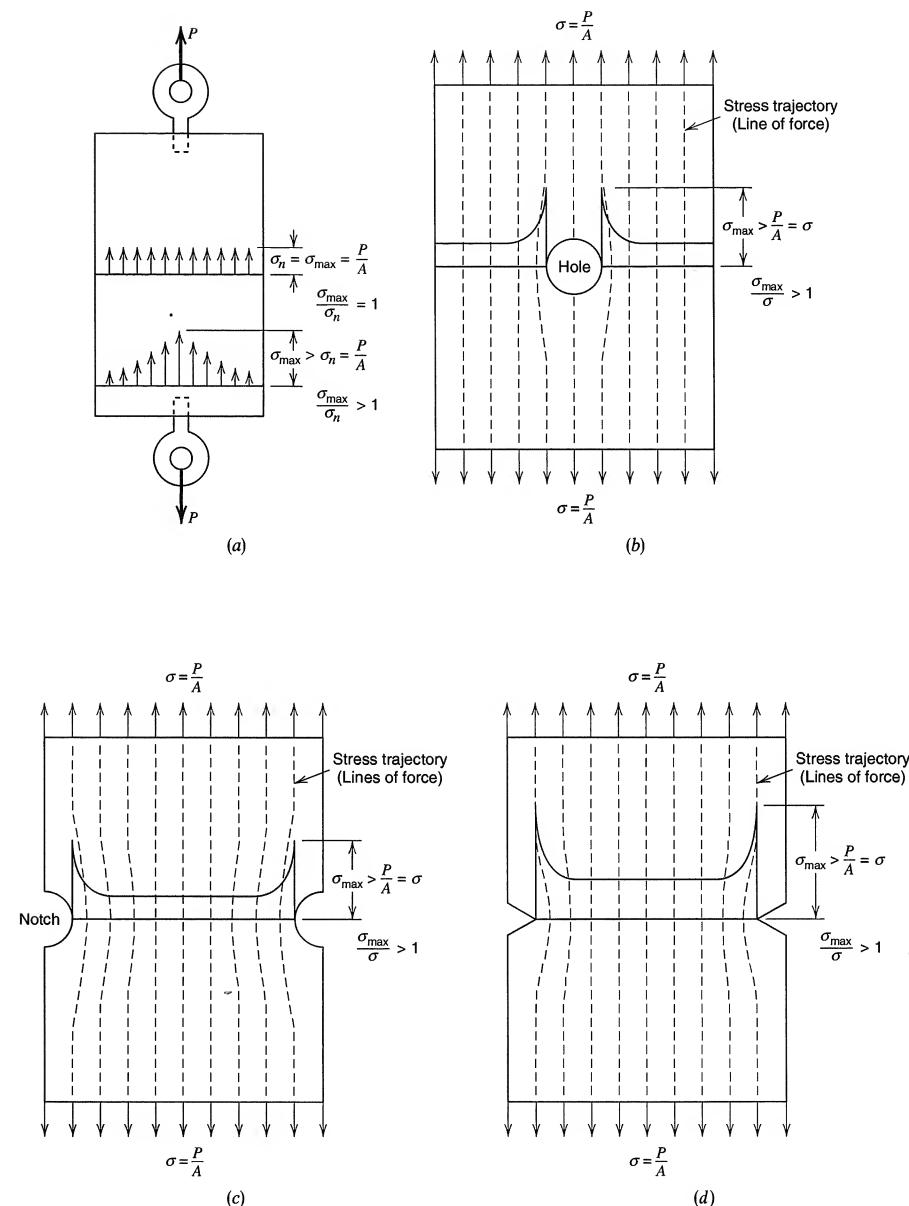 P
σn = σmax = P/A
σmax/σn = 1
σmax > σn = P/A
σmax/σn > 1
P
(a)
σ = P/A
Stress trajectory
(Line of force)
σmax > P/A = σ
Hole
σmax/σ > 1
σ = P/A
(b)
σ = P/A
Stress trajectory
(Lines of force)
σmax > P/A = σ
Notch
σmax/σ > 1
σ = P/A
(c)
σ = P/A
Stress trajectory
(Lines of force)
σmax > P/A = σ
σmax/σ > 1
σ = P/A
(d)